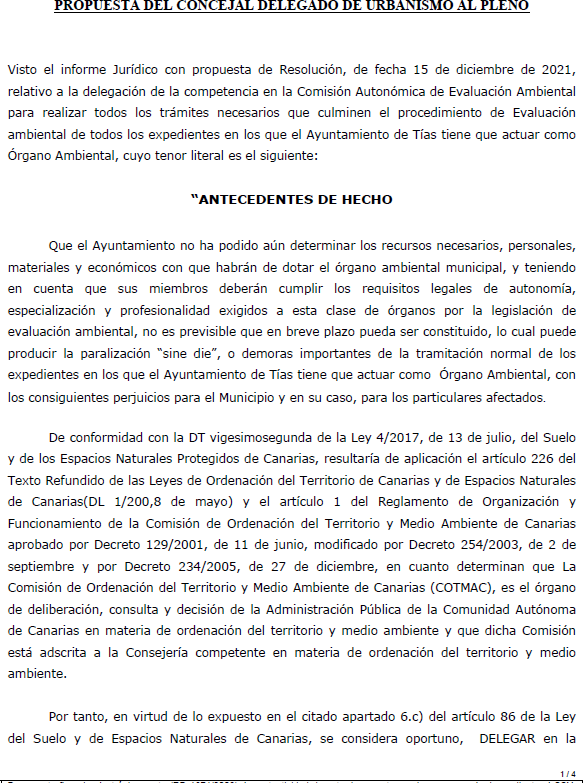 PROPUESTA DEL CONCEJAL DELEGADO DE URBANISMO AL PLENO
Visto el informe Jurídico con propuesta de Resolución, de fecha 15 de diciembre de 2021,
relativo a la delegación de la competencia en la Comisión Autonómica de Evaluación Ambiental
para realizar todos los trámites necesarios que culminen el procedimiento de Evaluación
ambiental de todos los expedientes en los que el Ayuntamiento de Tías tiene que actuar como
Órgano Ambiental, cuyo tenor literal es el siguiente:
“ANTECEDENTES DE HECHO
Que el Ayuntamiento no ha podido aún determinar los recursos necesarios, personales,
materiales y económicos con que habrán de dotar el órgano ambiental municipal, y teniendo
en cuenta que sus miembros deberán cumplir los requisitos legales de autonomía,
especialización y profesionalidad exigidos a esta clase de órganos por la legislación de
evaluación ambiental, no es previsible que en breve plazo pueda ser constituido, lo cual puede
producir la paralización “sine die”, o demoras importantes de la tramitación normal de los
expedientes en los que el Ayuntamiento de Tías tiene que actuar como Órgano Ambiental, con
los consiguientes perjuicios para el Municipio y en su caso, para los particulares afectados.
De conformidad con la DT vigesimosegunda de la Ley 4/2017, de 13 de julio, del Suelo
y de los Espacios Naturales Protegidos de Canarias, resultaría de aplicación el artículo 226 del
Texto Refundido de las Leyes de Ordenación del Territorio de Canarias y de Espacios Naturales
de Canarias(DL 1/200,8 de mayo) y el artículo 1 del Reglamento de Organización y
Funcionamiento de la Comisión de Ordenación del Territorio y Medio Ambiente de Canarias
aprobado por Decreto 129/2001, de 11 de junio, modificado por Decreto 254/2003, de 2 de
septiembre y por Decreto 234/2005, de 27 de diciembre, en cuanto determinan que La
Comisión de Ordenación del Territorio y Medio Ambiente de Canarias (COTMAC), es el órgano
de deliberación, consulta y decisión de la Administración Pública de la Comunidad Autónoma
de Canarias en materia de ordenación del territorio y medio ambiente y que dicha Comisión
está adscrita a la Consejería competente en materia de ordenación del territorio y medio
ambiente.
Por tanto, en virtud de lo expuesto en el citado apartado 6.c) del artículo 86 de la Ley
del Suelo y de Espacios Naturales de Canarias, se considera oportuno, DELEGAR en la
1 / 4